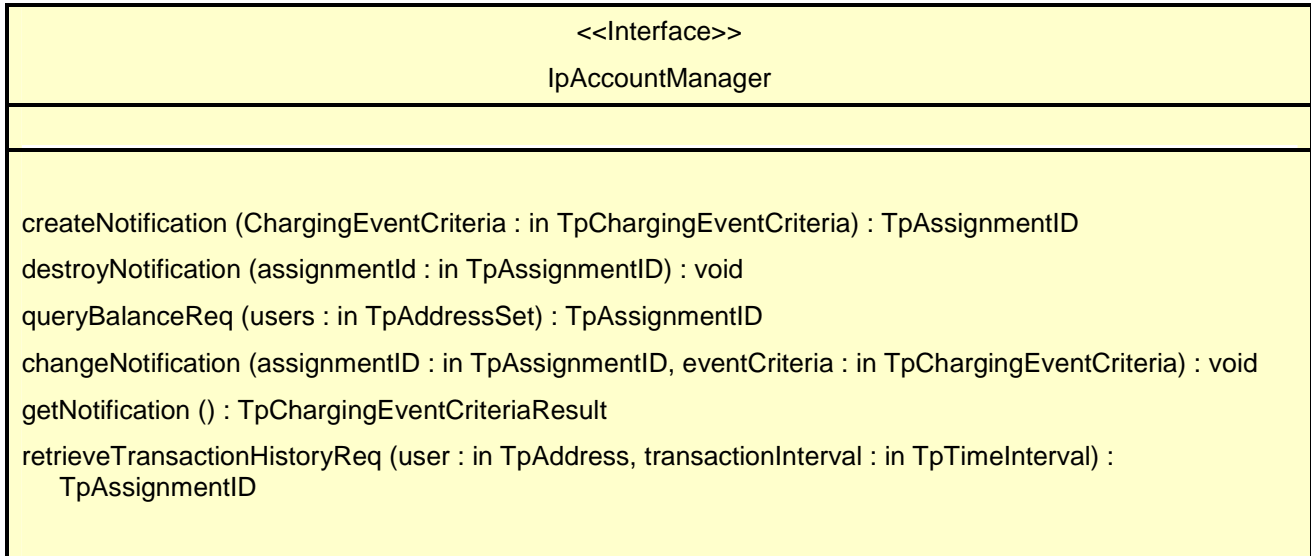 <<Interface>>
IpAccountManager
createNotification (ChargingEventCriteria : in TpChargingEventCriteria) : TpAssignmentID
destroyNotification (assignmentId : in TpAssignmentID) : void
queryBalanceReq (users : in TpAddressSet) : TpAssignmentID
changeNotification (assignmentID : in TpAssignmentID, eventCriteria : in TpChargingEventCriteria) : void
getNotification () : TpChargingEventCriteriaResult
retrieveTransactionHistoryReq (user : in TpAddress, transactionInterval : in TpTimeInterval) :
TpAssignmentID